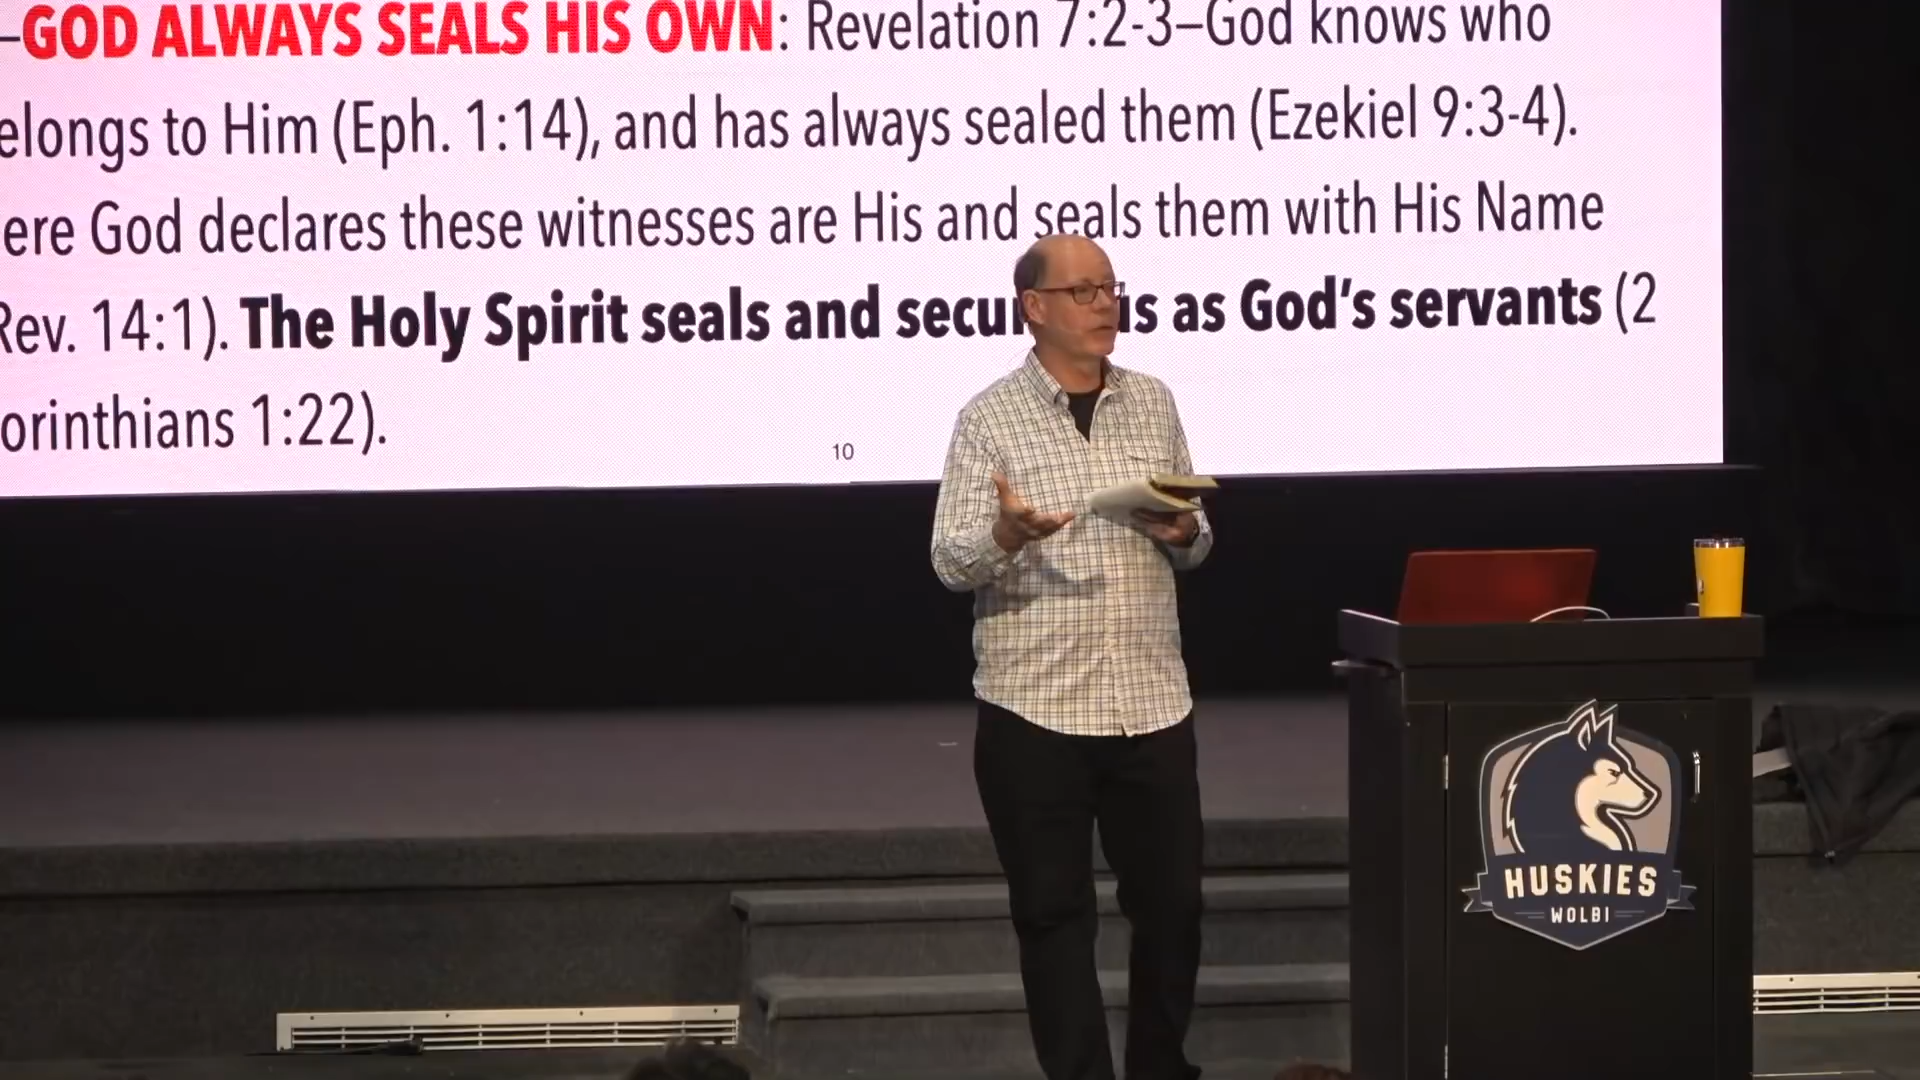 –GOD ALWAYS SEALS HIS OWN: Revelation 7:2-3–God knows who
elongs to Him (Eph. 1:14), and has always sealed them (Ezekiel 9:3-4).
ere God declares these witnesses are His and seals them with His Name
Rev. 14:1). The Holy Spirit seals and secu is as God's servants (2
orinthians 1:22).
10
HUSKIES
WOLBI